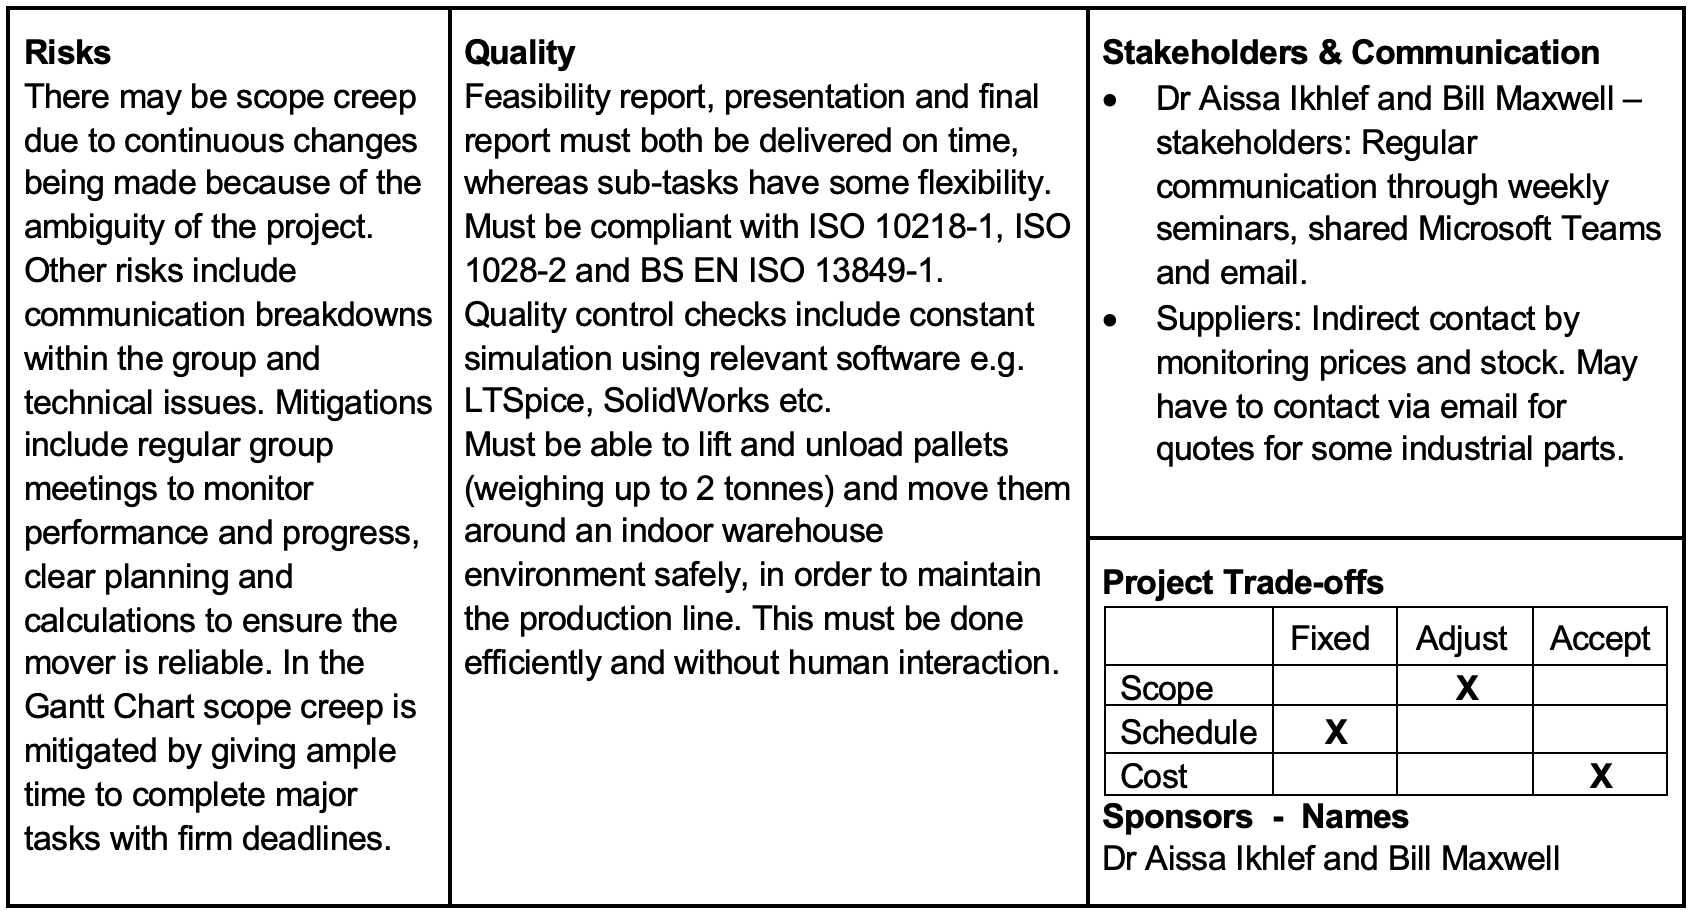 Risks
There may be scope creep
due to continuous changes
being made because of the
ambiguity of the project.
Other risks include
communication breakdowns
within the group and
technical issues. Mitigations
include regular group
meetings to monitor
performance and progress,
clear planning and
calculations to ensure the
mover is reliable. In the
Gantt Chart scope creep is
mitigated by giving ample
time to complete major
tasks with firm deadlines.
Quality
Feasibility report, presentation and final
report must both be delivered on time,
whereas sub-tasks have some flexibility.
Must be compliant with ISO 10218-1, ISO
1028-2 and BS EN ISO 13849-1.
Quality control checks include constant
simulation using relevant software e.g.
LTSpice, SolidWorks etc.
Must be able to lift and unload pallets
(weighing up to 2 tonnes) and move them
around an indoor warehouse
environment safely, in order to maintain
the production line. This must be done
efficiently and without human interaction.
Stakeholders & Communication
• Dr Aissa Ikhlef and Bill Maxwell –
stakeholders: Regular
communication through weekly
seminars, shared Microsoft Teams
and email.
• Suppliers: Indirect contact by
monitoring prices and stock. May
have to contact via email for
quotes for some industrial parts.
Project Trade-offs
Fixed Adjust Accept
Scope X
Schedule X
Cost X
Sponsors - Names
Dr Aissa Ikhlef and Bill Maxwell